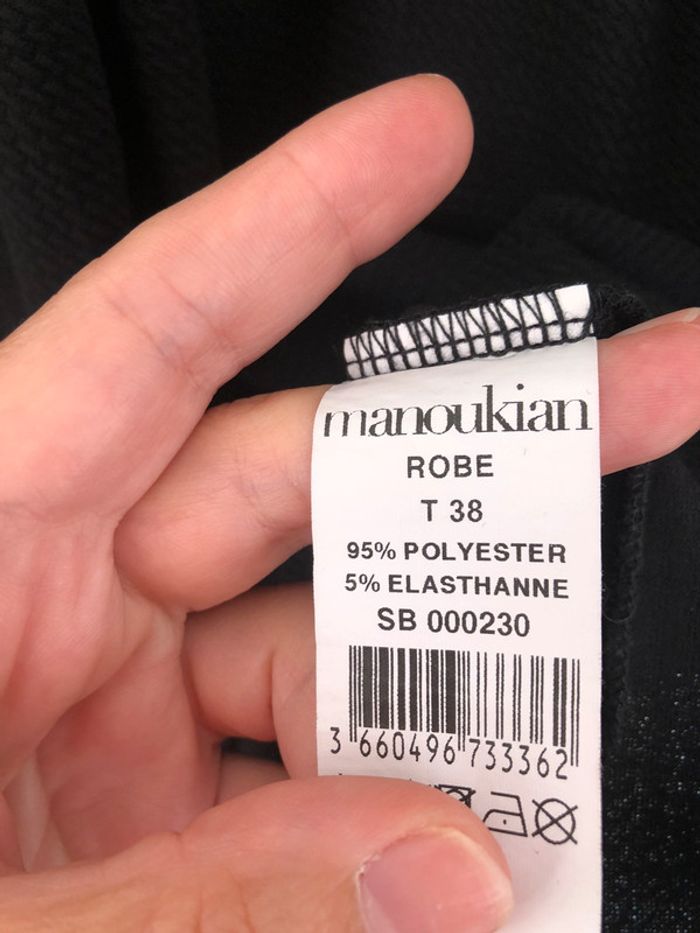 manoukian
ROBE
T 38
95% POLYESTER
5% ELASTHANNE
SB 000230
3 660496 733362